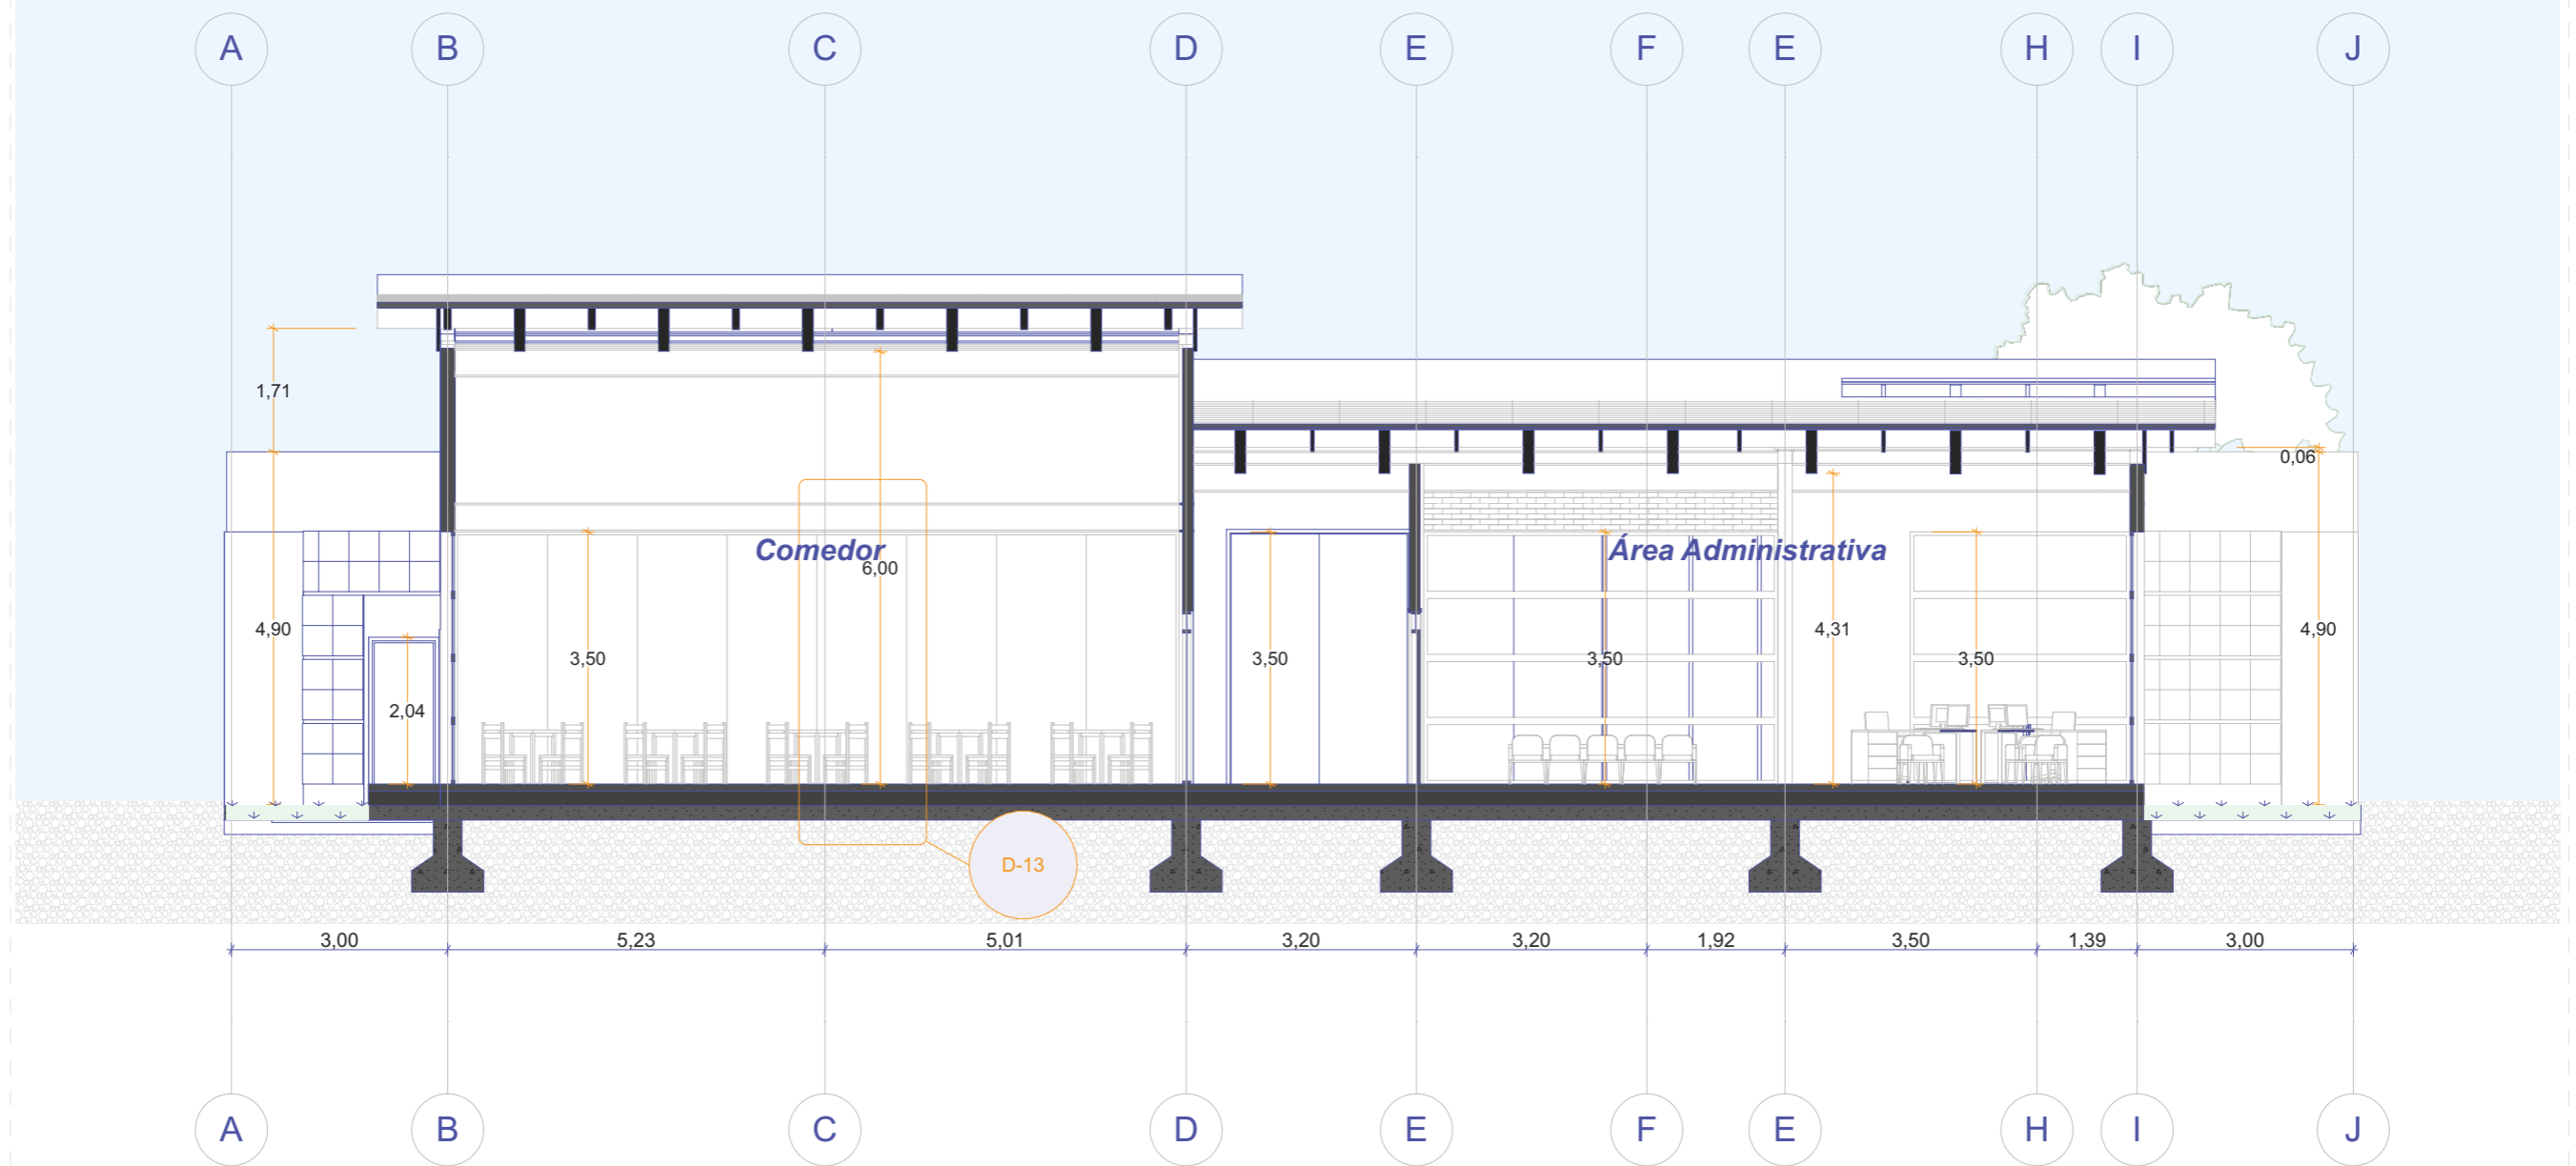 A B C D E F E H I J
1,71
0,06
Comedor
Área Administrativa
6,00
4,90
3,50
3,50
3,50
4,31
3,50
4,90
2,04
D-13
3,00 5,23 5,01 3,20 3,20 1,92 3,50 1,39 3,00
A B C D E F E H I J